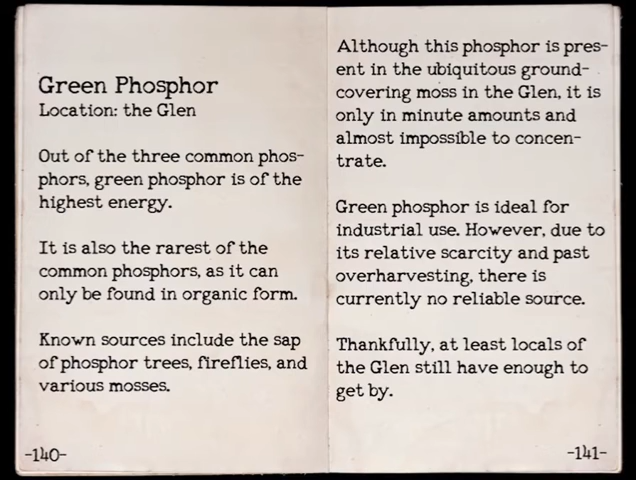 Green Phosphor
Location: the Glen
Out of the three common phos-
phors, green phosphor is of the
highest energy.
It is also the rarest of the
common phosphors, as it can
only be found in organic form.
Known sources include the sap
of phosphor trees, fireflies, and
various mosses.
-140-
Although this phosphor is pres-
ent in the ubiquitous ground-
covering moss in the Glen, it is
only in minute amounts and
almost impossible to concen-
trate.
Green phosphor is ideal for
industrial use. However, due to
its relative scarcity and past
overharvesting, there is
currently no reliable source.
Thankfully, at least locals of
the Glen still have enough to
get by.
-141-